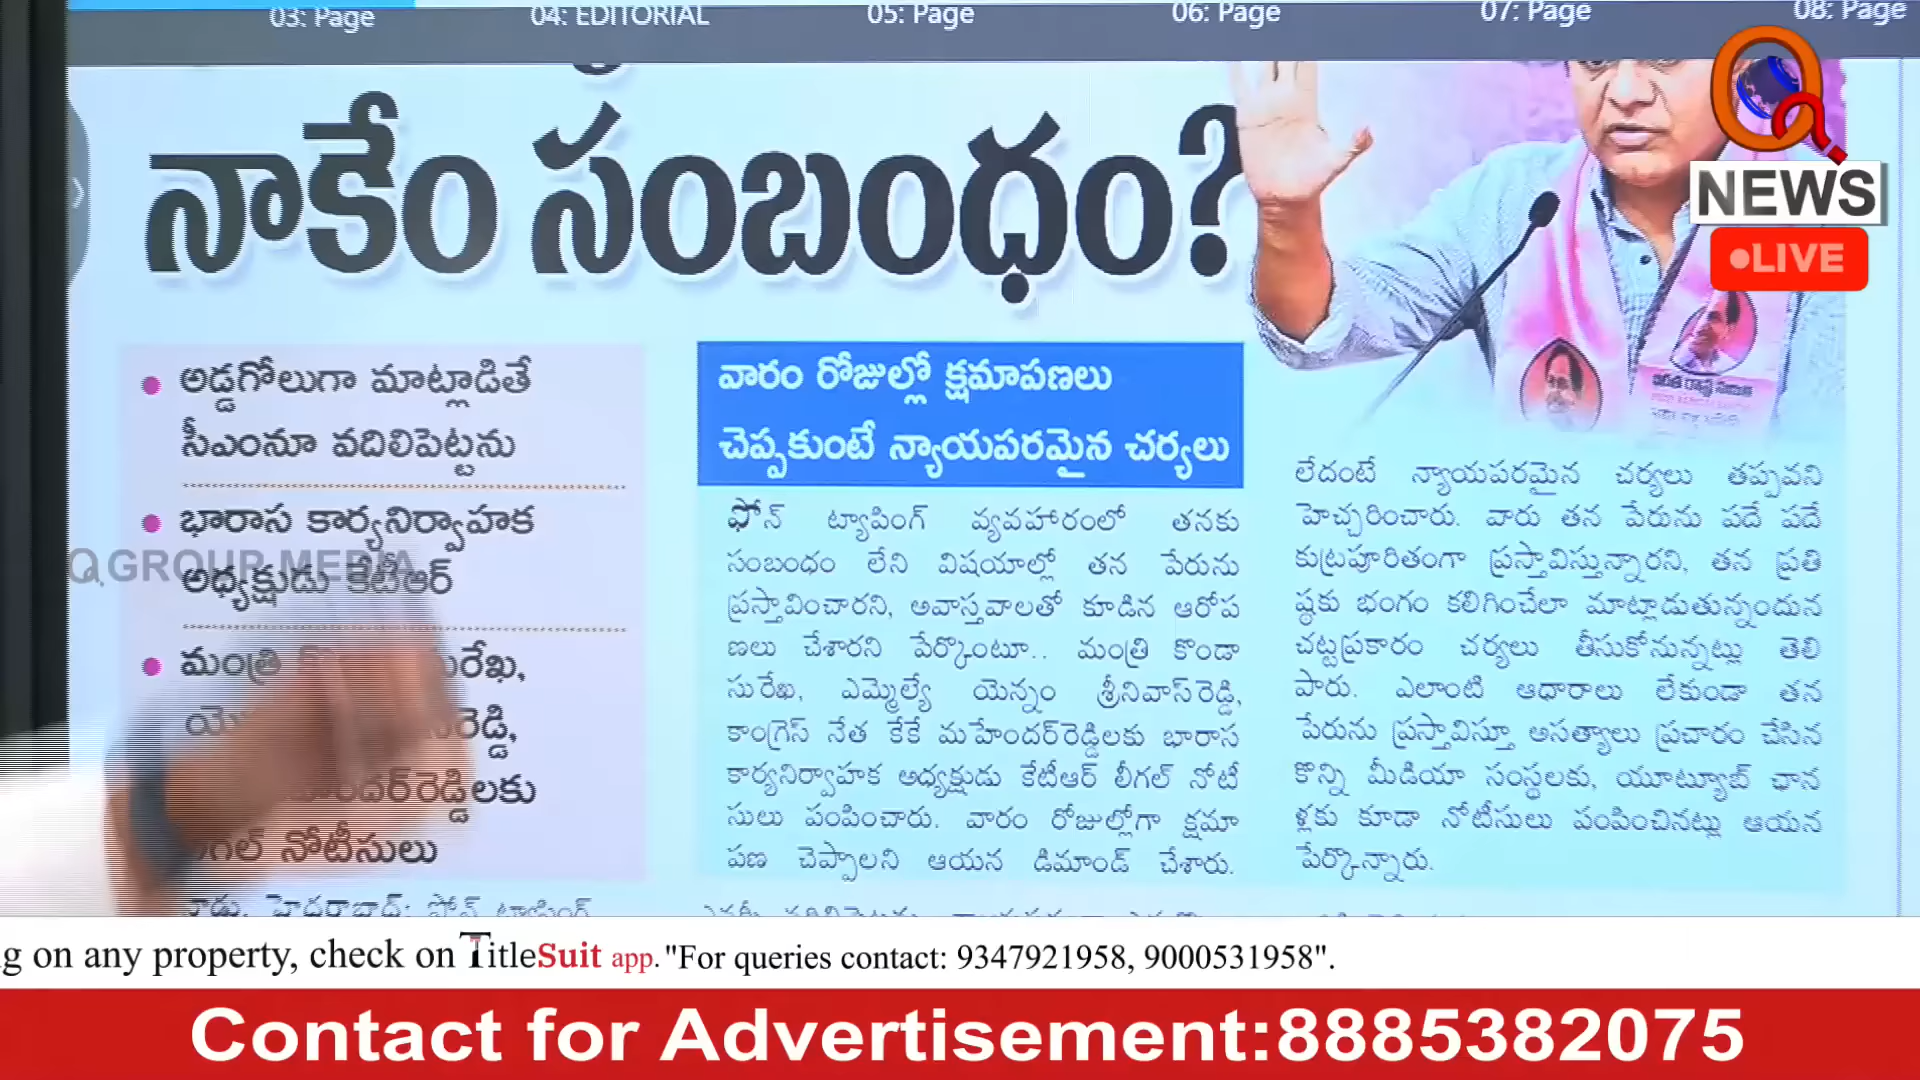 03: Page 04: EDITORIAL 05: Page 06: Page 07: Page 08: Page
నాకేం సంబంధం?
NEWS
LIVE
అడ్డగోలుగా మాట్లాడితే
సీఎంనూ వదిలిపెట్టను
భారాస కార్యనిర్వాహక
అధ్యక్షుడు కేటీఆర్
మంత్రి
నోటీసులు
వారం రోజుల్లో క్షమాపణలు
చెప్పకుంటే న్యాయపరమైన చర్యలు
ఫోన్ ట్యాపింగ్ వ్యవహారంలో తనకు
సంబంధం లేని విషయాల్లో తన పేరును
ప్రస్తావించారని, అవాస్తవాలతో కూడిన ఆరోప
ణలు చేశారని పేర్కొంటూ.. మంత్రి కొండా
సురేఖ, ఎమ్మెల్యే యెన్నం శ్రీనివాస్‌రెడ్డి,
కాంగ్రెస్ నేత కేకే మహేందర్‌రెడ్డిలకు భారాస
కార్యనిర్వాహక అధ్యక్షుడు కేటీఆర్ లీగల్ నోటీ
సులు పంపించారు. వారం రోజుల్లోగా క్షమా
పణ చెప్పాలని ఆయన డిమాండ్ చేశారు.
లేదంటే న్యాయపరమైన చర్యలు తప్పవని
హెచ్చరించారు. వారు తన పేరును పదే పదే
కుట్రపూరితంగా ప్రస్తావిస్తున్నారని, తన ప్రతి
ష్ఠకు భంగం కలిగించేలా మాట్లాడుతున్నందున
చట్టప్రకారం చర్యలు తీసుకోనున్నట్లు తెలి
పారు. ఎలాంటి ఆధారాలు లేకుండా తన
పేరును ప్రస్తావిస్తూ అసత్యాలు ప్రచారం చేసిన
కొన్ని మీడియా సంస్థలకు, యూట్యూబ్ ఛాన
ళ్లకు కూడా నోటీసులు పంపించినట్లు ఆయన
పేర్కొన్నారు.
GROUP MEDIA
g on any property, check on TitleSuit app. "For queries contact: 9347921958, 9000531958".
Contact for Advertisement:8885382075